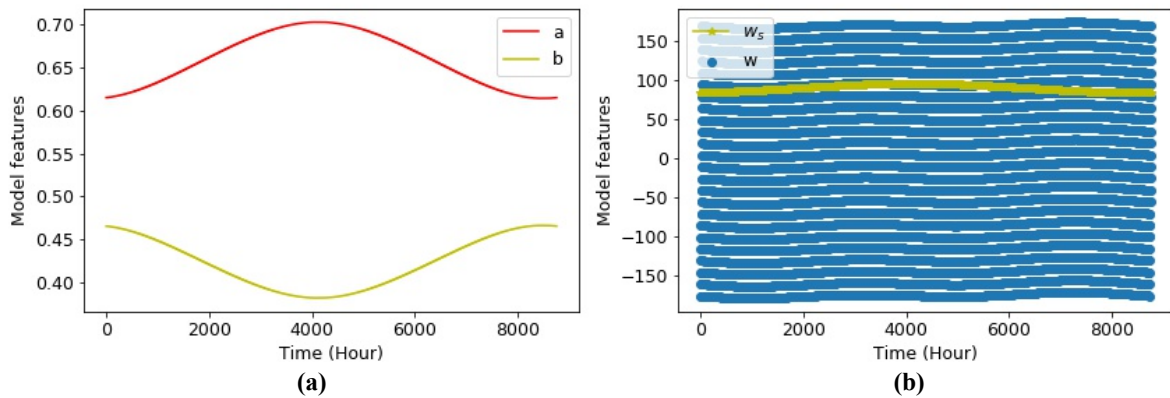 0.70
0.65
0.60
0.55
0.50
0.45
0.40
Model features
a
b
0 2000 4000 6000 8000
Time (Hour)
(a)
150
100
50
0
−50
−100
−150
Model features
w_s
w
0 2000 4000 6000 8000
Time (Hour)
(b)